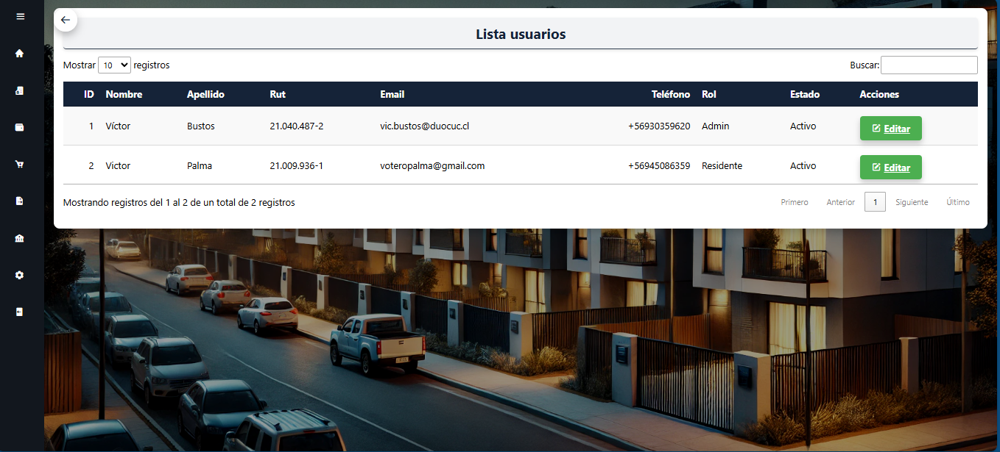 Lista usuarios
Mostrar 10 registros Buscar:
ID Nombre Apellido Rut Email Teléfono Rol Estado Acciones
1 Víctor Bustos 21.040.487-2 vic.bustos@duocuc.cl +56930359620 Admin Activo Editar
2 Victor Palma 21.009.936-1 voteropalma@gmail.com +56945086359 Residente Activo Editar
Mostrando registros del 1 al 2 de un total de 2 registros Primero Anterior 1 Siguiente Último